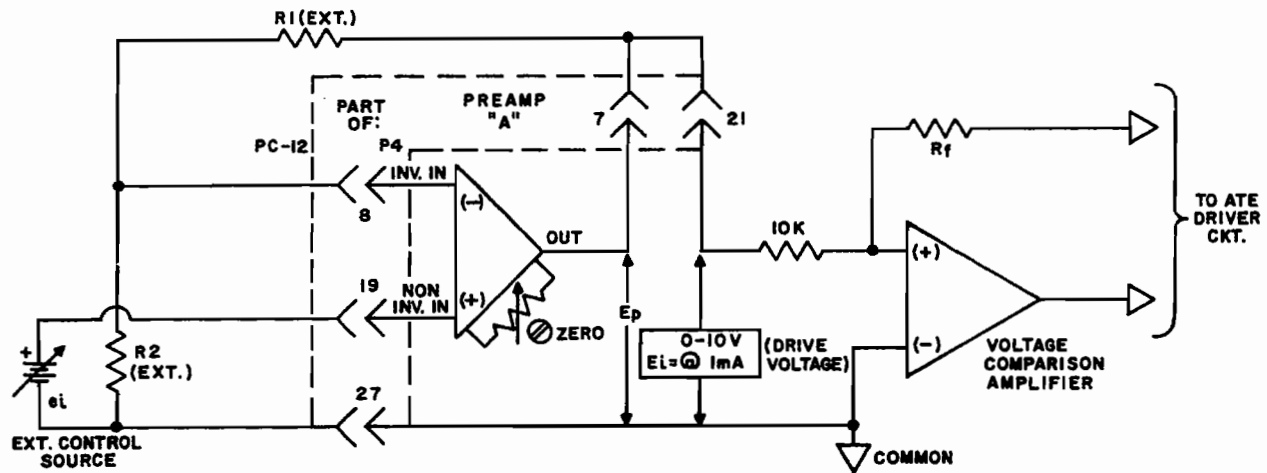 R1(EXT.)
PART
OF:
PREAMP
"A"
7
21
PC-12
P4
INV. IN
8
(–)
OUT
19
NON
INV. IN
(+)
ZERO
Ep
0-10V
Ei = @ 1mA
(DRIVE
VOLTAGE)
10K
Rf
(+)
(–)
VOLTAGE
COMPARISON
AMPLIFIER
TO ATE
DRIVER
CKT.
+
ei
R2
(EXT.)
27
EXT. CONTROL
SOURCE
COMMON